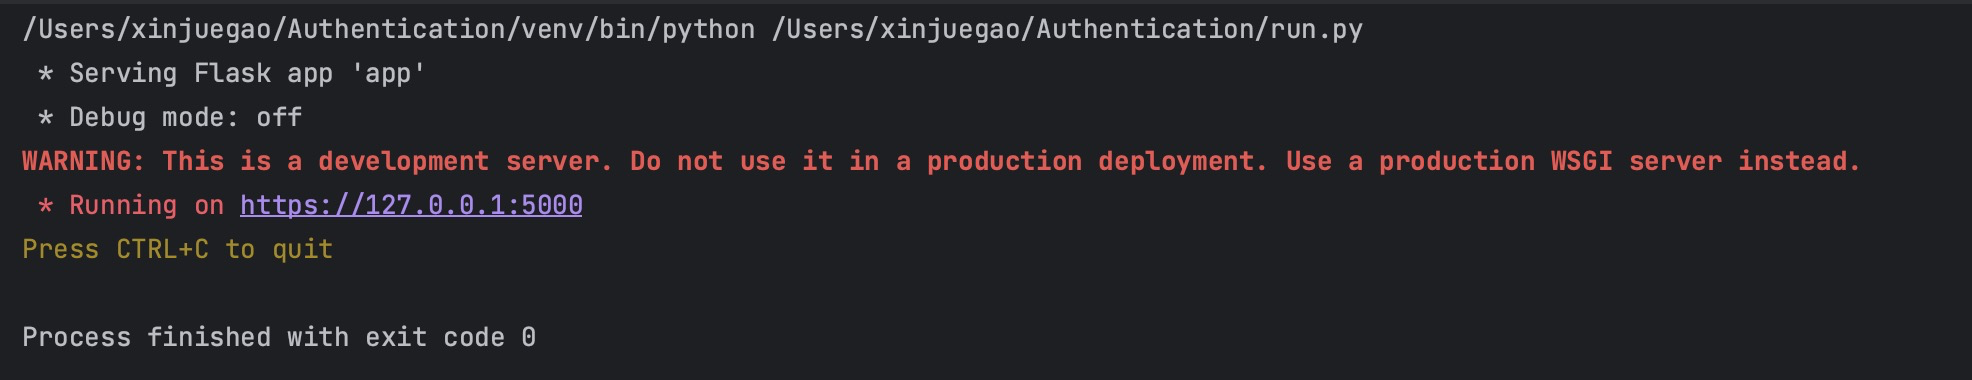 /Users/xinjuegao/Authentication/venv/bin/python /Users/xinjuegao/Authentication/run.py
 * Serving Flask app 'app'
 * Debug mode: off
WARNING: This is a development server. Do not use it in a production deployment. Use a production WSGI server instead.
 * Running on https://127.0.0.1:5000
Press CTRL+C to quit
Process finished with exit code 0